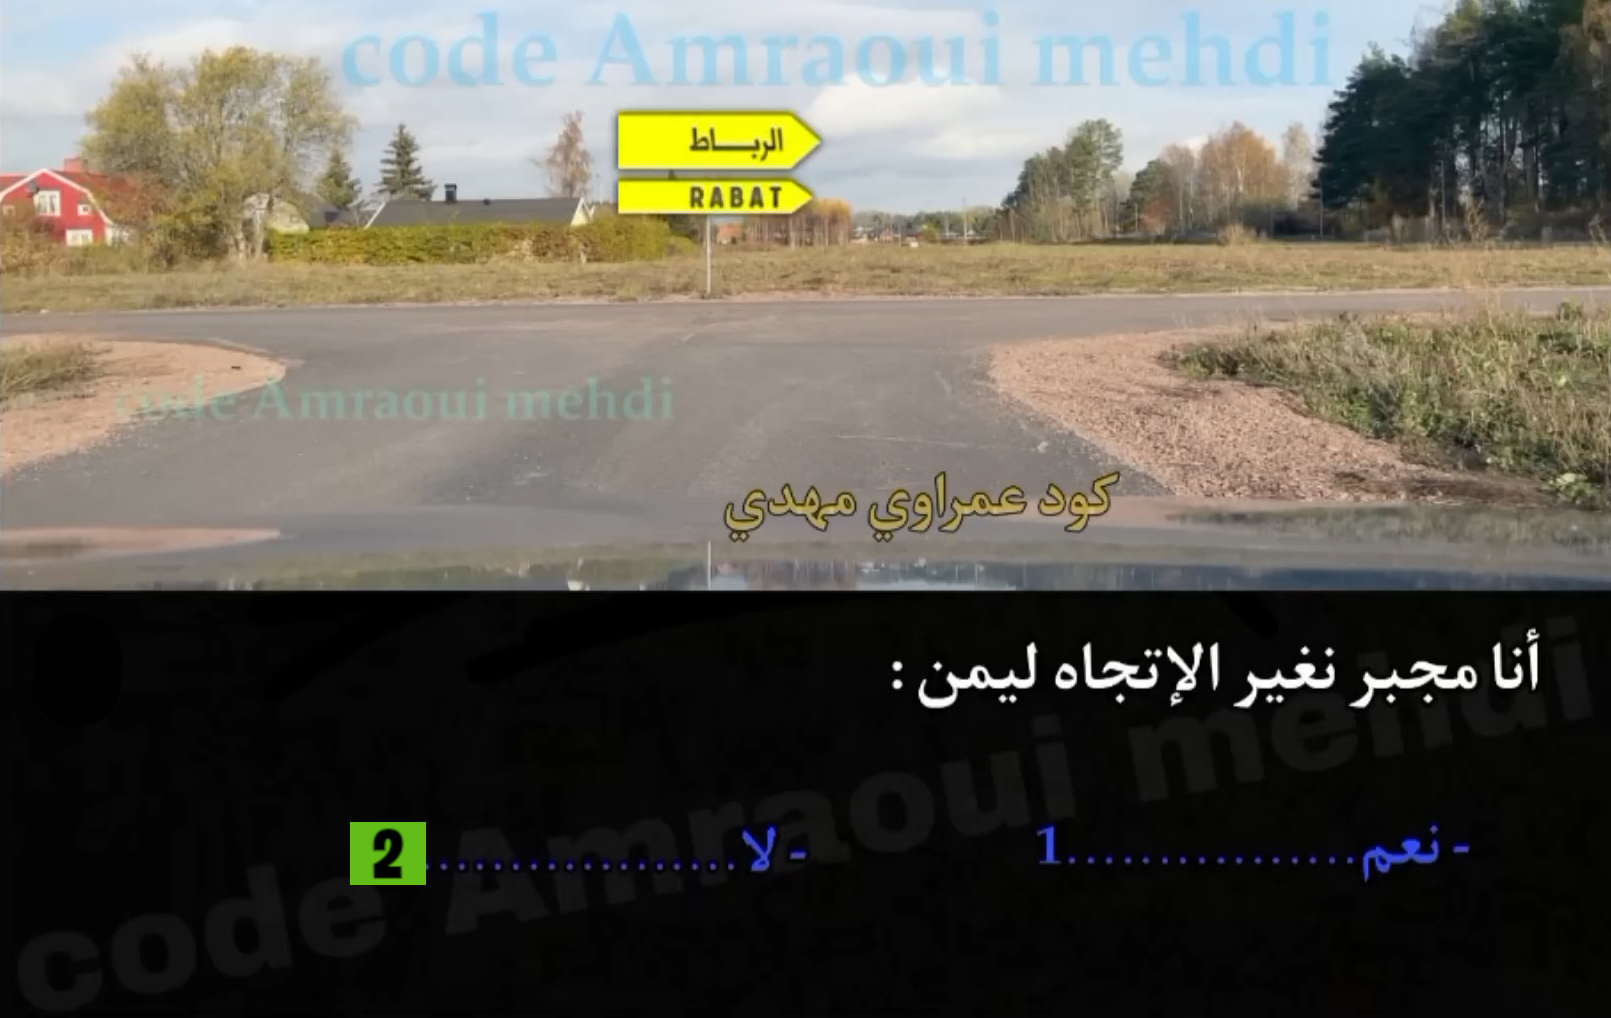 code Amraoui mehdi
الربـــاط
RABAT
code Amraoui mehdi
كود عمراوي مهدي
أنا مجبر نغير الإتجاه ليمن :
- نعم................1
- لا..................2
code Amraoui mehdi